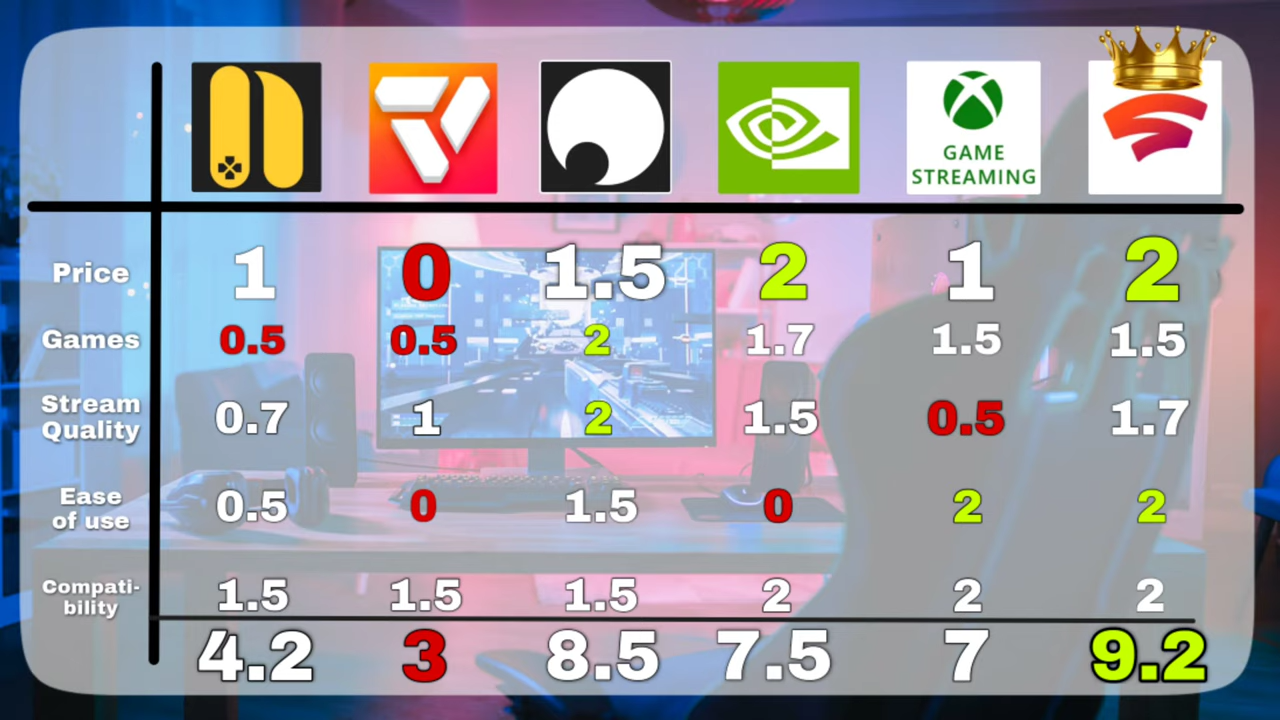 GAME
STREAMING
Price 1 0 1.5 2 1 2
Games 0.5 0.5 2 1.7 1.5 1.5
Stream
Quality 0.7 1 2 1.5 0.5 1.7
Ease
of use 0.5 0 1.5 0 2 2
Compati-
bility 1.5 1.5 1.5 2 2 2
4.2 3 8.5 7.5 7 9.2